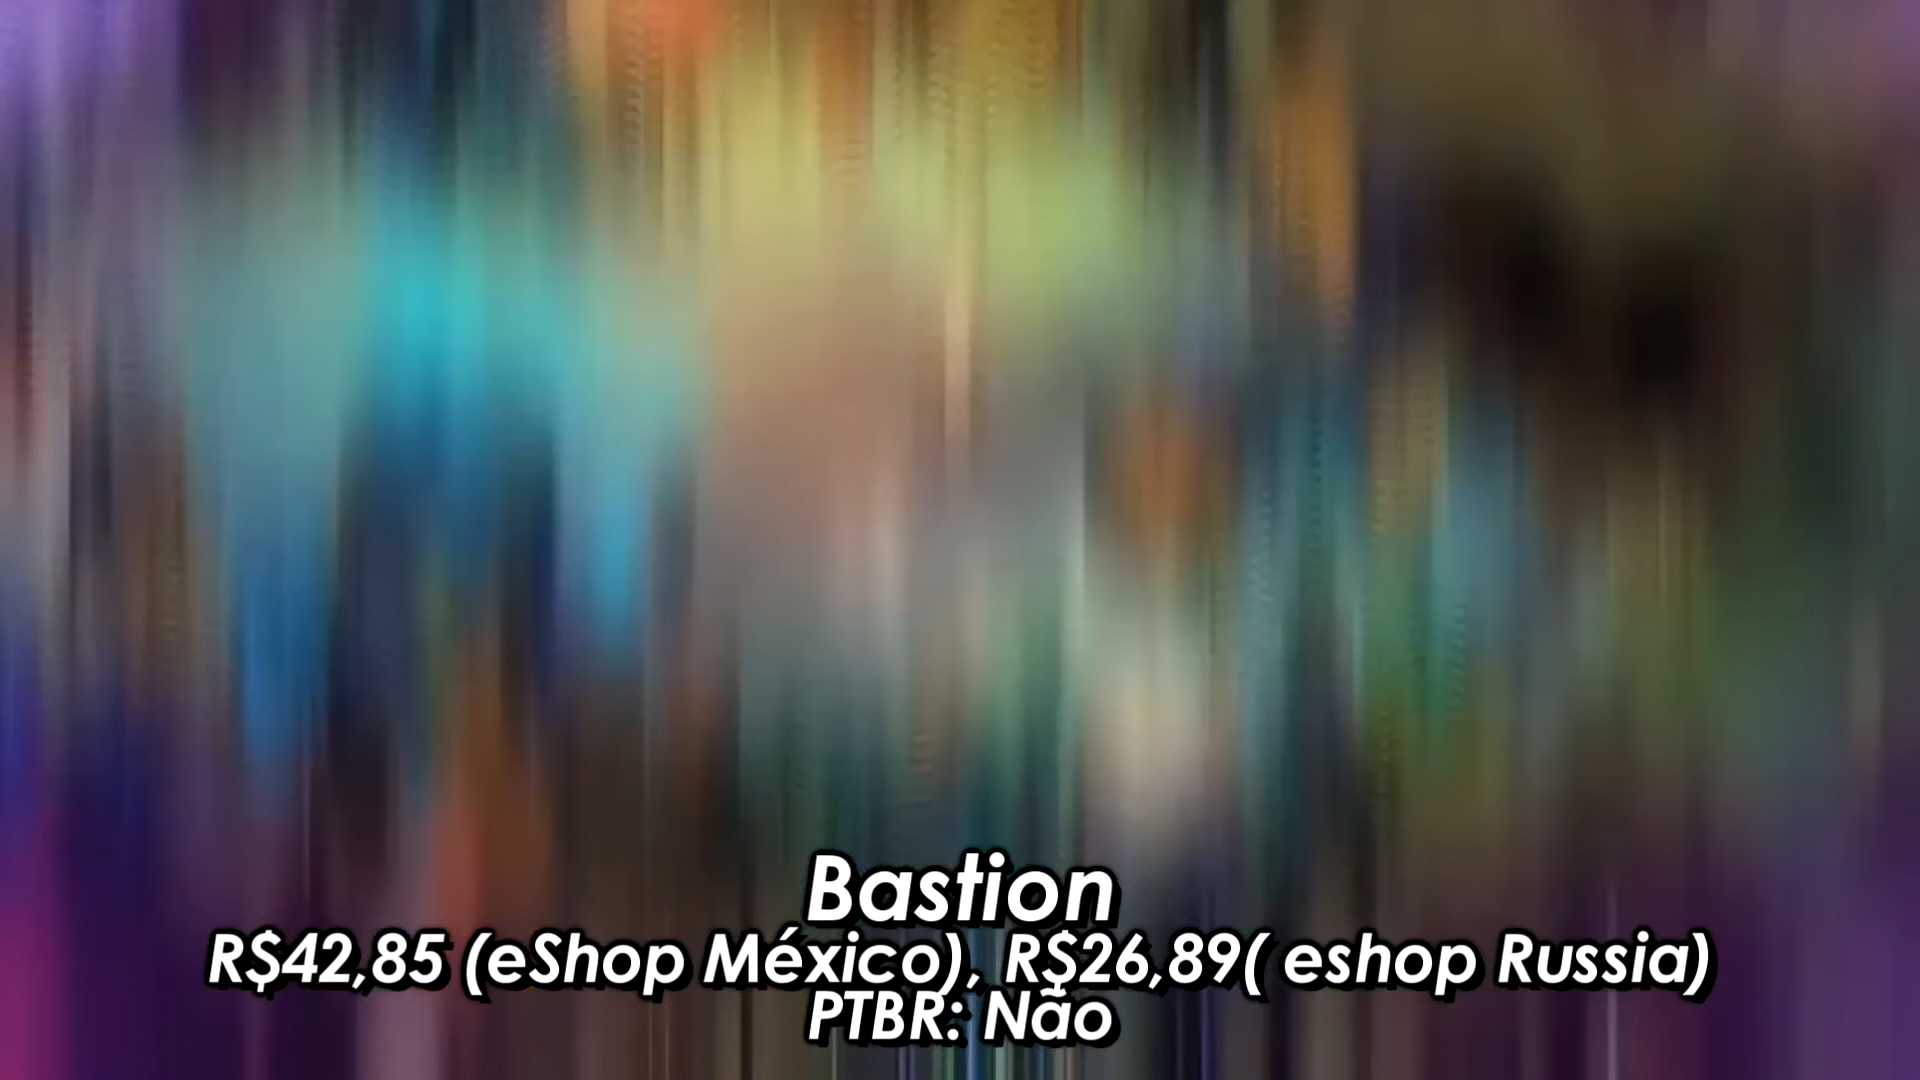 Bastion
R$42,85 (eShop México), R$26,89( eshop Russia)
PTBR: Não